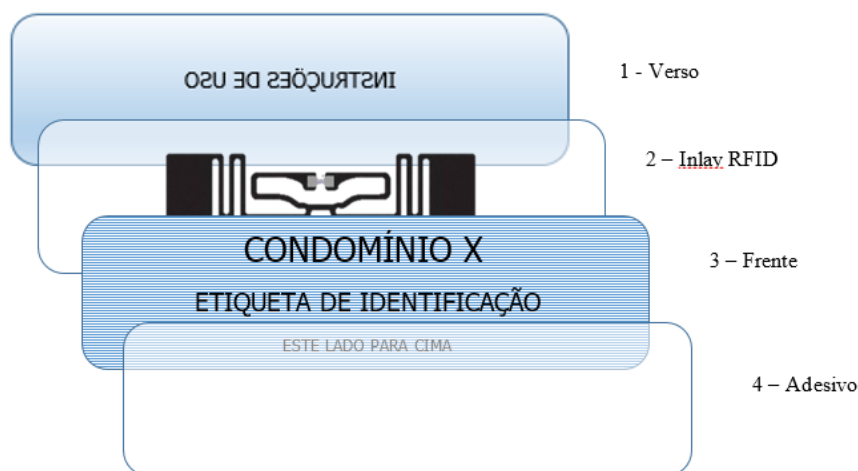 INSTRUÇÕES DE USO
1 - Verso
2 – Inlay RFID
CONDOMÍNIO X
3 – Frente
ETIQUETA DE IDENTIFICAÇÃO
ESTE LADO PARA CIMA
4 – Adesivo